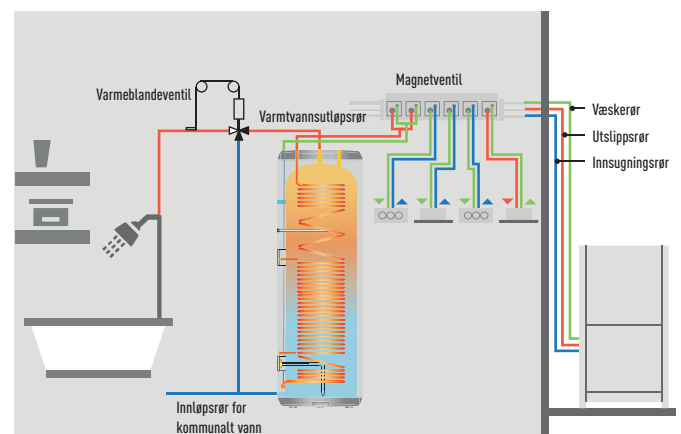 Magnetventil
Varmeblandeventil
Varmtvannsutløpsrør
Væskerør
Utslippsrør
Innsugningsrør
Innløpsrør for
kommunalt vann